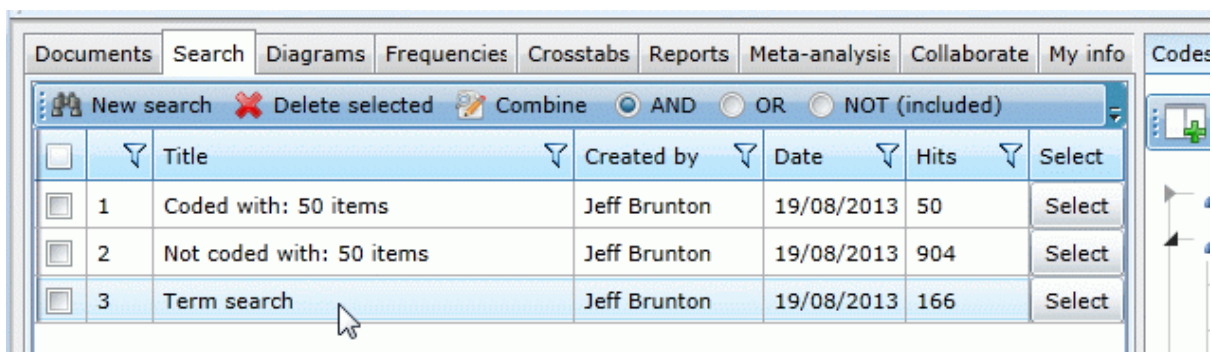 Documents Search Diagrams Frequencies Crosstabs Reports Meta-analysis Collaborate My info Codes
New search Delete selected Combine AND OR NOT (included)
Title Created by Date Hits Select
1 Coded with: 50 items Jeff Brunton 19/08/2013 50 Select
2 Not coded with: 50 items Jeff Brunton 19/08/2013 904 Select
3 Term search Jeff Brunton 19/08/2013 166 Select